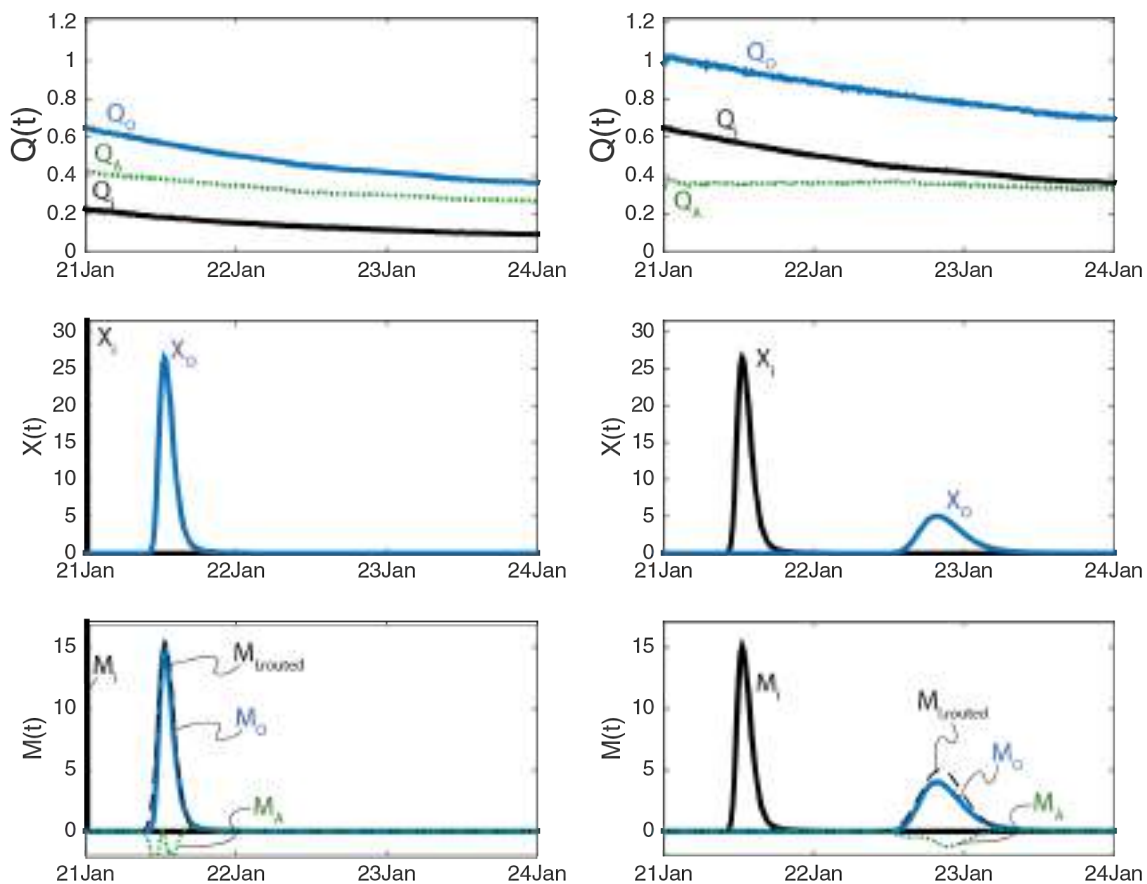 1.2
1
0.8
0.6
0.4
0.2
0
Q(t)
Q_O
Q_A
Q_I
21Jan 22Jan 23Jan 24Jan
1.2
1
0.8
0.6
0.4
0.2
0
Q(t)
Q_O
Q_I
Q_A
21Jan 22Jan 23Jan 24Jan
30
25
20
15
10
5
0
X(t)
X_I
X_O
21Jan 22Jan 23Jan 24Jan
30
25
20
15
10
5
0
X(t)
X_I
X_O
21Jan 22Jan 23Jan 24Jan
15
10
5
0
M(t)
M_I
M_I,routed
M_O
M_A
21Jan 22Jan 23Jan 24Jan
15
10
5
0
M(t)
M_I
M_I,routed
M_O
M_A
21Jan 22Jan 23Jan 24Jan